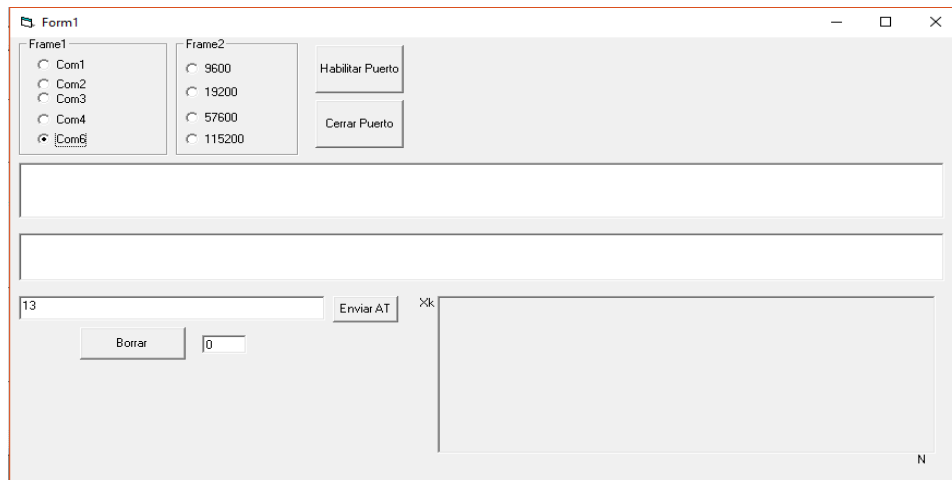 Form1
Frame1
Com1
Com2
Com3
Com4
Com6
Frame2
9600
19200
57600
115200
Habilitar Puerto
Cerrar Puerto
13
Enviar AT
Borrar
0
Xk
N